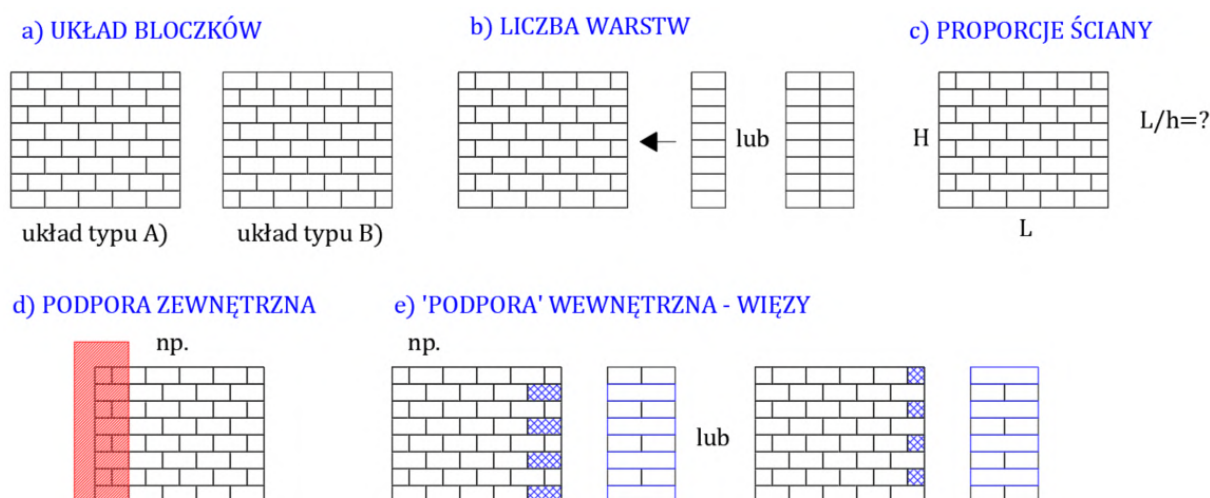 a) UKŁAD BLOCZKÓW
b) LICZBA WARSTW
c) PROPORCJE ŚCIANY
lub
H
L/h=?
L
układ typu A)
układ typu B)
d) PODPORA ZEWNĘTRZNA
e) 'PODPORA' WEWNĘTRZNA - WIĘZY
np.
np.
lub